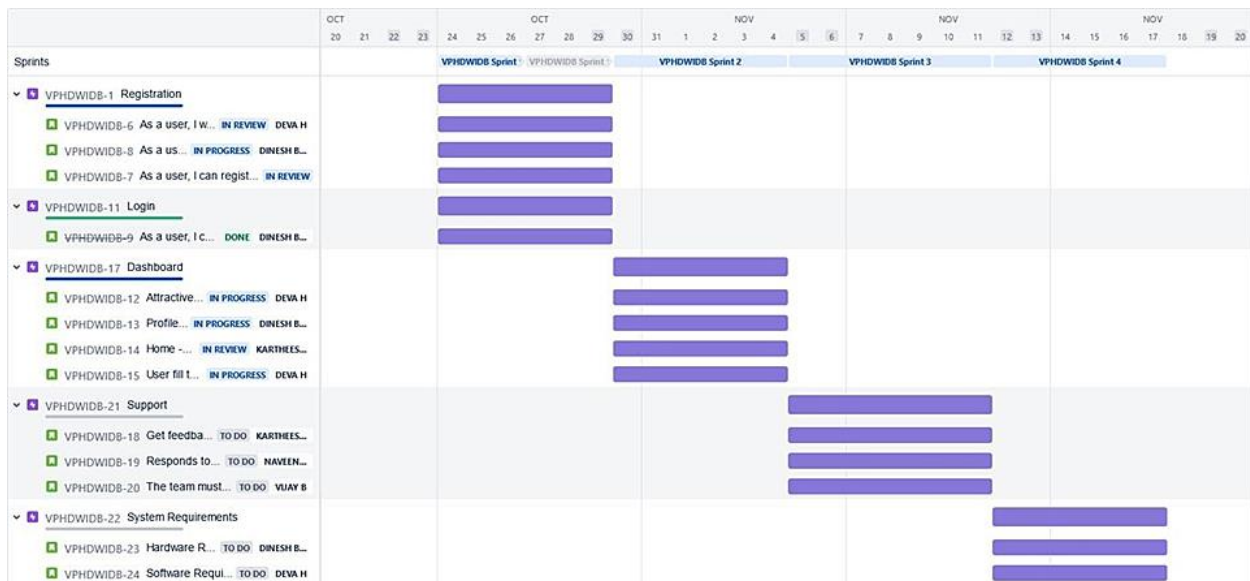 OCT OCT NOV NOV NOV
20 21 22 23 24 25 26 27 28 29 30 31 1 2 3 4 5 6 7 8 9 10 11 12 13 14 15 16 17 18 19 20
Sprints VPHDWIDB Sprint VPHDWIDB Sprint VPHDWIDB Sprint 2 VPHDWIDB Sprint 3 VPHDWIDB Sprint 4
VPHDWIDB-1 Registration
VPHDWIDB-6 As a user, I w... IN REVIEW DEVA H
VPHDWIDB-8 As a us... IN PROGRESS DINESH B...
VPHDWIDB-7 As a user, I can regist... IN REVIEW
VPHDWIDB-11 Login
VPHDWIDB-9 As a user, I c... DONE DINESH B...
VPHDWIDB-17 Dashboard
VPHDWIDB-12 Attractive... IN PROGRESS DEVA H
VPHDWIDB-13 Profile... IN PROGRESS DINESH B...
VPHDWIDB-14 Home -... IN REVIEW KARTHEES...
VPHDWIDB-15 User fill t... IN PROGRESS DEVA H
VPHDWIDB-21 Support
VPHDWIDB-18 Get feedba... TO DO KARTHEES...
VPHDWIDB-19 Responds to... TO DO NAVEEN...
VPHDWIDB-20 The team must... TO DO VIJAY B
VPHDWIDB-22 System Requirements
VPHDWIDB-23 Hardware R... TO DO DINESH B...
VPHDWIDB-24 Software Requi... TO DO DEVA H